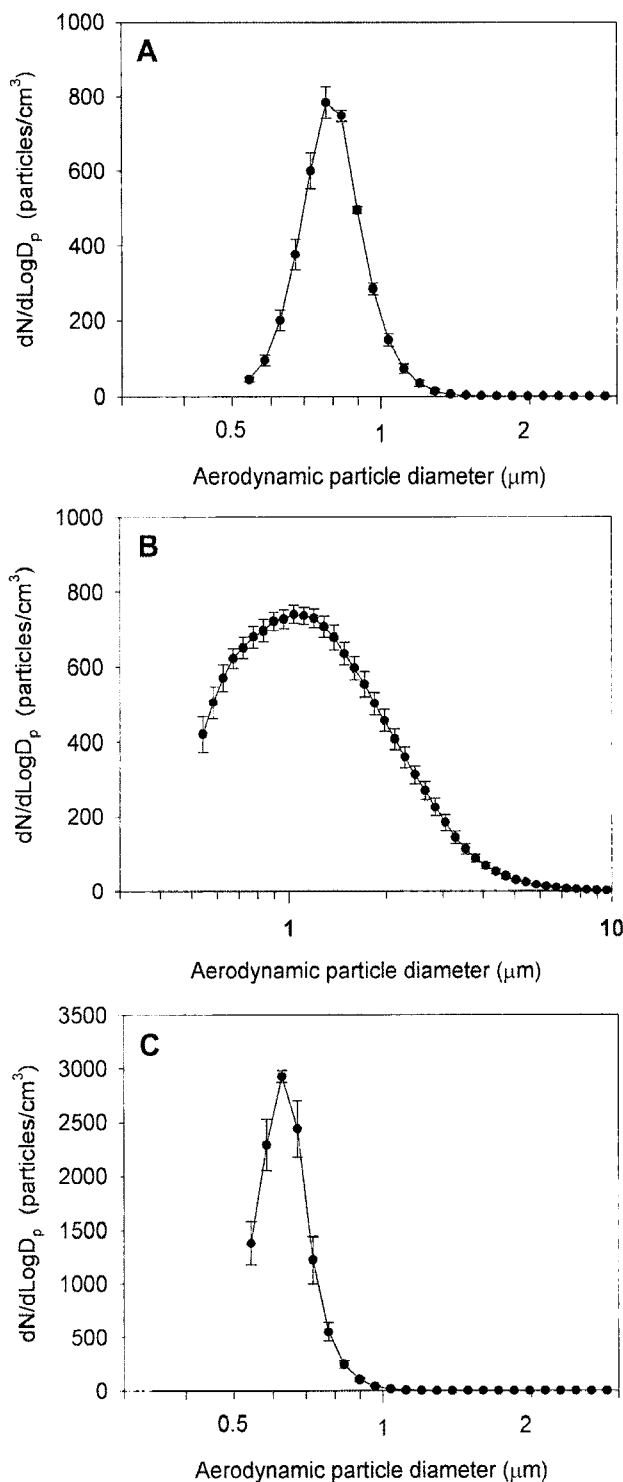 A
1000
800
600
400
200
0
dN/dLogDₚ (particles/cm³)
0.5 1 2
Aerodynamic particle diameter (μm)
B
1000
800
600
400
200
0
dN/dLogDₚ (particles/cm³)
1 10
Aerodynamic particle diameter (μm)
C
3500
3000
2500
2000
1500
1000
500
0
dN/dLogDₚ (particles/cm³)
0.5 1 2
Aerodynamic particle diameter (μm)